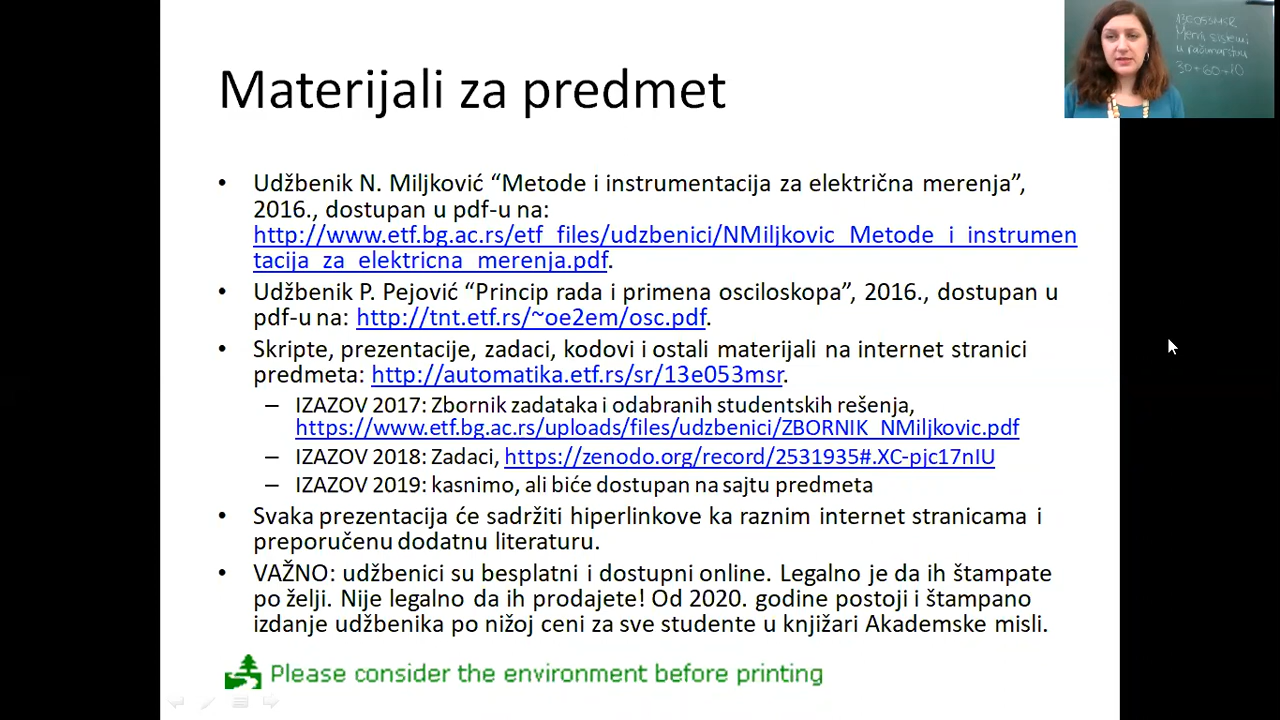 Materijali za predmet
13E053MSR
Merni sistemi
u računarstvu
30+60+10
• Udžbenik N. Miljković “Metode i instrumentacija za električna merenja”,
2016., dostupan u pdf-u na:
http://www.etf.bg.ac.rs/etf_files/udzbenici/NMiljkovic_Metode_i_instrumen
tacija_za_elektricna_merenja.pdf.
• Udžbenik P. Pejović “Princip rada i primena osciloskopa”, 2016., dostupan u
pdf-u na: http://tnt.etf.rs/~oe2em/osc.pdf.
• Skripte, prezentacije, zadaci, kodovi i ostali materijali na internet stranici
predmeta: http://automatika.etf.rs/sr/13e053msr.
– IZAZOV 2017: Zbornik zadataka i odabranih studentskih rešenja,
https://www.etf.bg.ac.rs/uploads/files/udzbenici/ZBORNIK_NMiljkovic.pdf
– IZAZOV 2018: Zadaci, https://zenodo.org/record/2531935#.XC-pjc17nIU
– IZAZOV 2019: kasnimo, ali biće dostupan na sajtu predmeta
• Svaka prezentacija će sadržiti hiperlinkove ka raznim internet stranicama i
preporučenu dodatnu literaturu.
• VAŽNO: udžbenici su besplatni i dostupni online. Legalno je da ih štampate
po želji. Nije legalno da ih prodajete! Od 2020. godine postoji i štampano
izdanje udžbenika po nižoj ceni za sve studente u knjižari Akademske misli.
Please consider the environment before printing